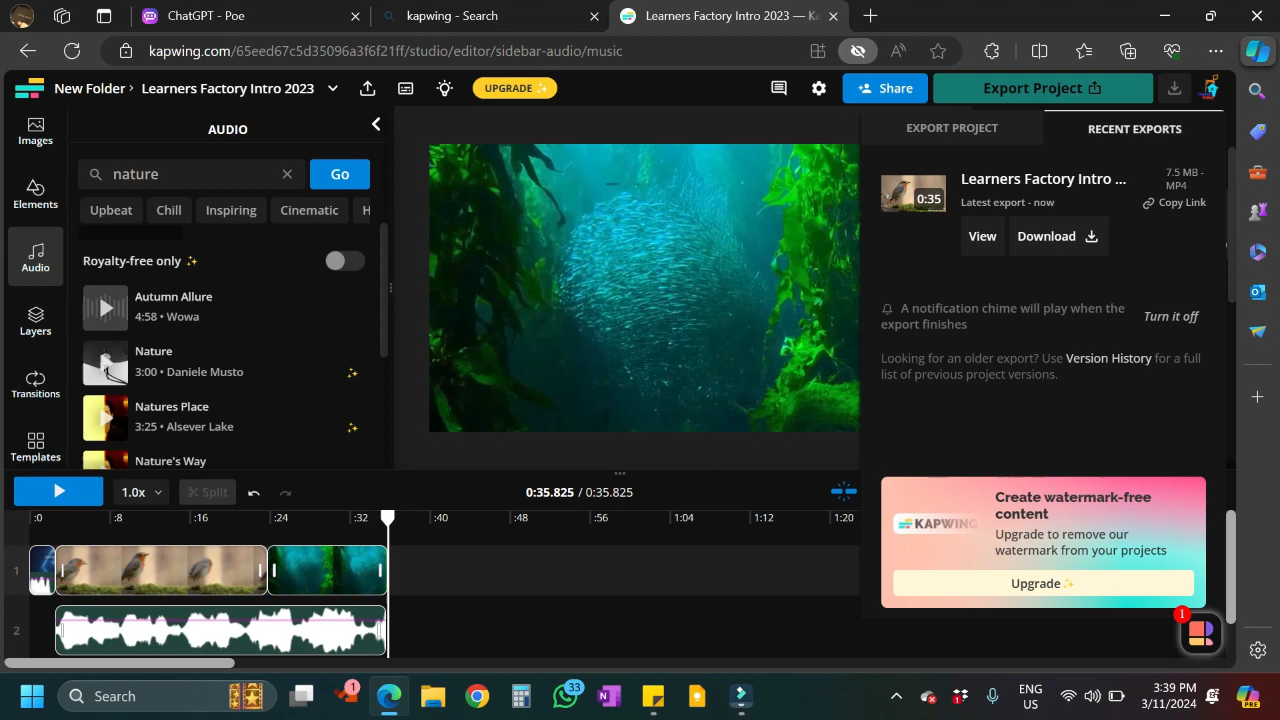 ChatGPT - Poe
kapwing - Search
Learners Factory Intro 2023 — Ka
kapwing.com/65eed67c5d35096a3f6f21ff/studio/editor/sidebar-audio/music
New Folder › Learners Factory Intro 2023
UPGRADE
Share
Export Project
Images
Elements
Audio
Layers
Transitions
Templates
AUDIO
nature
Go
Upbeat
Chill
Inspiring
Cinematic
H
Royalty-free only
Autumn Allure
4:58 • Wowa
Nature
3:00 • Daniele Musto
Natures Place
3:25 • Alsever Lake
Nature's Way
EXPORT PROJECT
RECENT EXPORTS
0:35
Learners Factory Intro ...
Latest export - now
7.5 MB -
MP4
Copy Link
View
Download
A notification chime will play when the
export finishes
Turn it off
Looking for an older export? Use Version History for a full
list of previous project versions.
KAPWING
Create watermark-free
content
Upgrade to remove our
watermark from your projects
Upgrade
1
1.0x
Split
0:35.825 / 0:35.825
:0 :8 :16 :24 :32 :40 :48 :56 1:04 1:12 1:20
1
2
Search
1
33
1
ENG
US
3:39 PM
3/11/2024
PRE